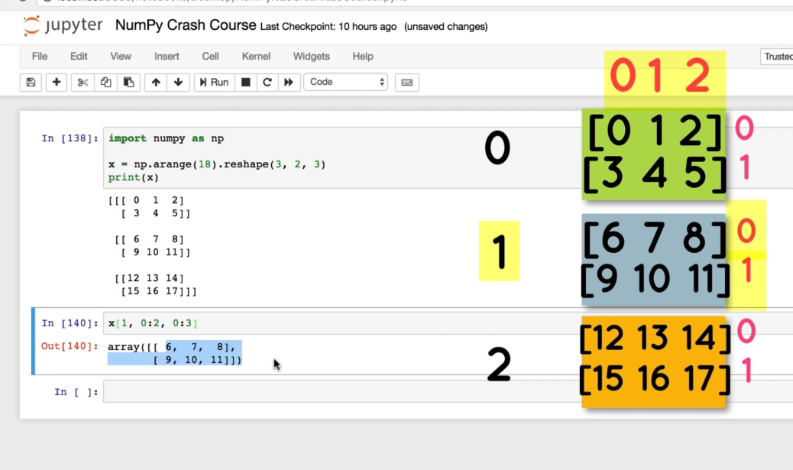 jupyter NumPy Crash Course Last Checkpoint: 10 hours ago (unsaved changes)
File Edit View Insert Cell Kernel Widgets Help
Trusted
Run Code
0 1 2
In [138]: import numpy as np
x = np.arange(18).reshape(3, 2, 3)
print(x)
[[[ 0 1 2]
[ 3 4 5]]
[[ 6 7 8]
[ 9 10 11]]
[[12 13 14]
[15 16 17]]]
0
[0 1 2] 0
[3 4 5] 1
1
[6 7 8] 0
[9 10 11] 1
2
[12 13 14] 0
[15 16 17] 1
In [140]: x[1, 0:2, 0:3]
Out[140]: array([[ 6, 7, 8],
[ 9, 10, 11]])
In [ ]: